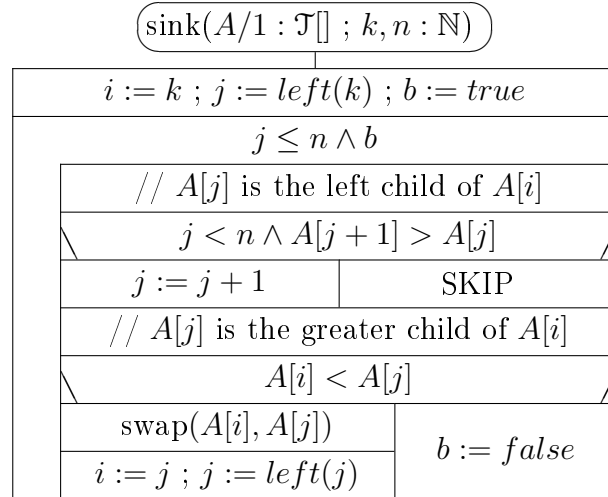 sink(A/1 : 𝒯[] ; k, n : ℕ)
i := k ; j := left(k) ; b := true
j ≤ n ∧ b
// A[j] is the left child of A[i]
j < n ∧ A[j + 1] > A[j]
j := j + 1 SKIP
// A[j] is the greater child of A[i]
A[i] < A[j]
swap(A[i], A[j])
b := false
i := j ; j := left(j)